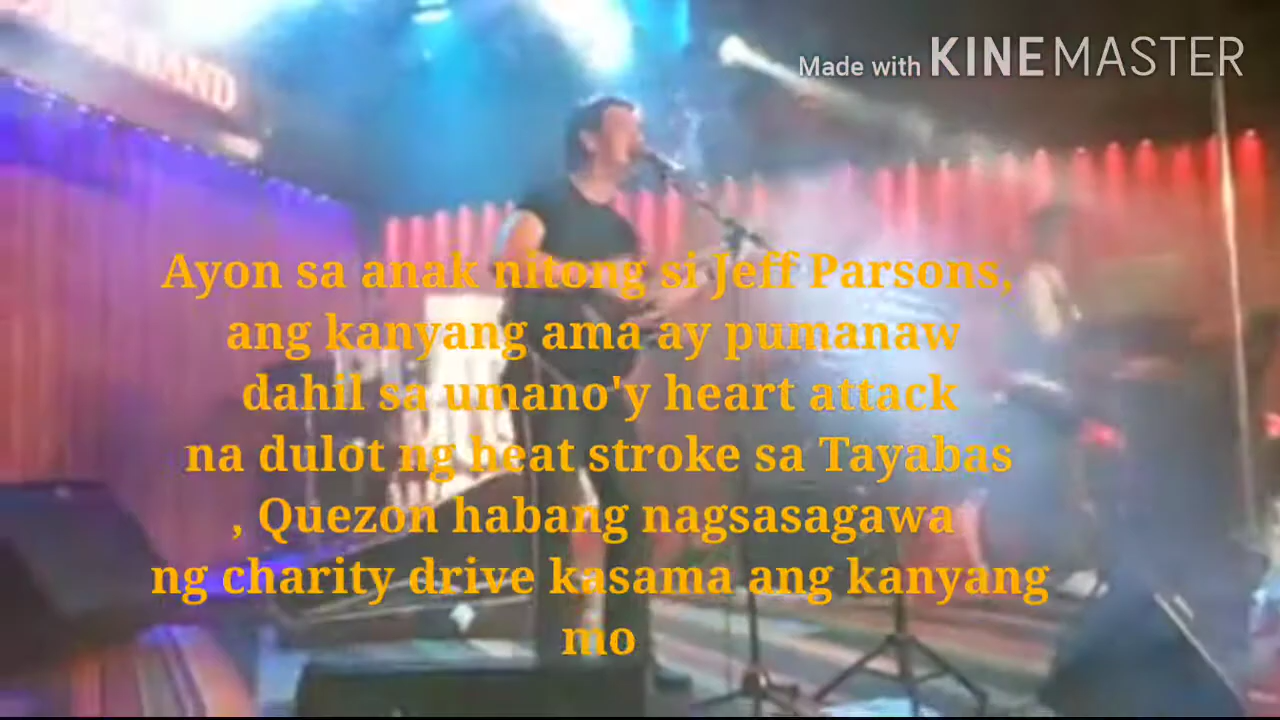 BAND
Made with KINEMASTER
Ayon sa anak nitong si Jeff Parsons,
ang kanyang ama ay pumanaw
dahil sa umano'y heart attack
na dulot ng heat stroke sa Tayabas
, Quezon habang nagsasagawa
ng charity drive kasama ang kanyang
mo